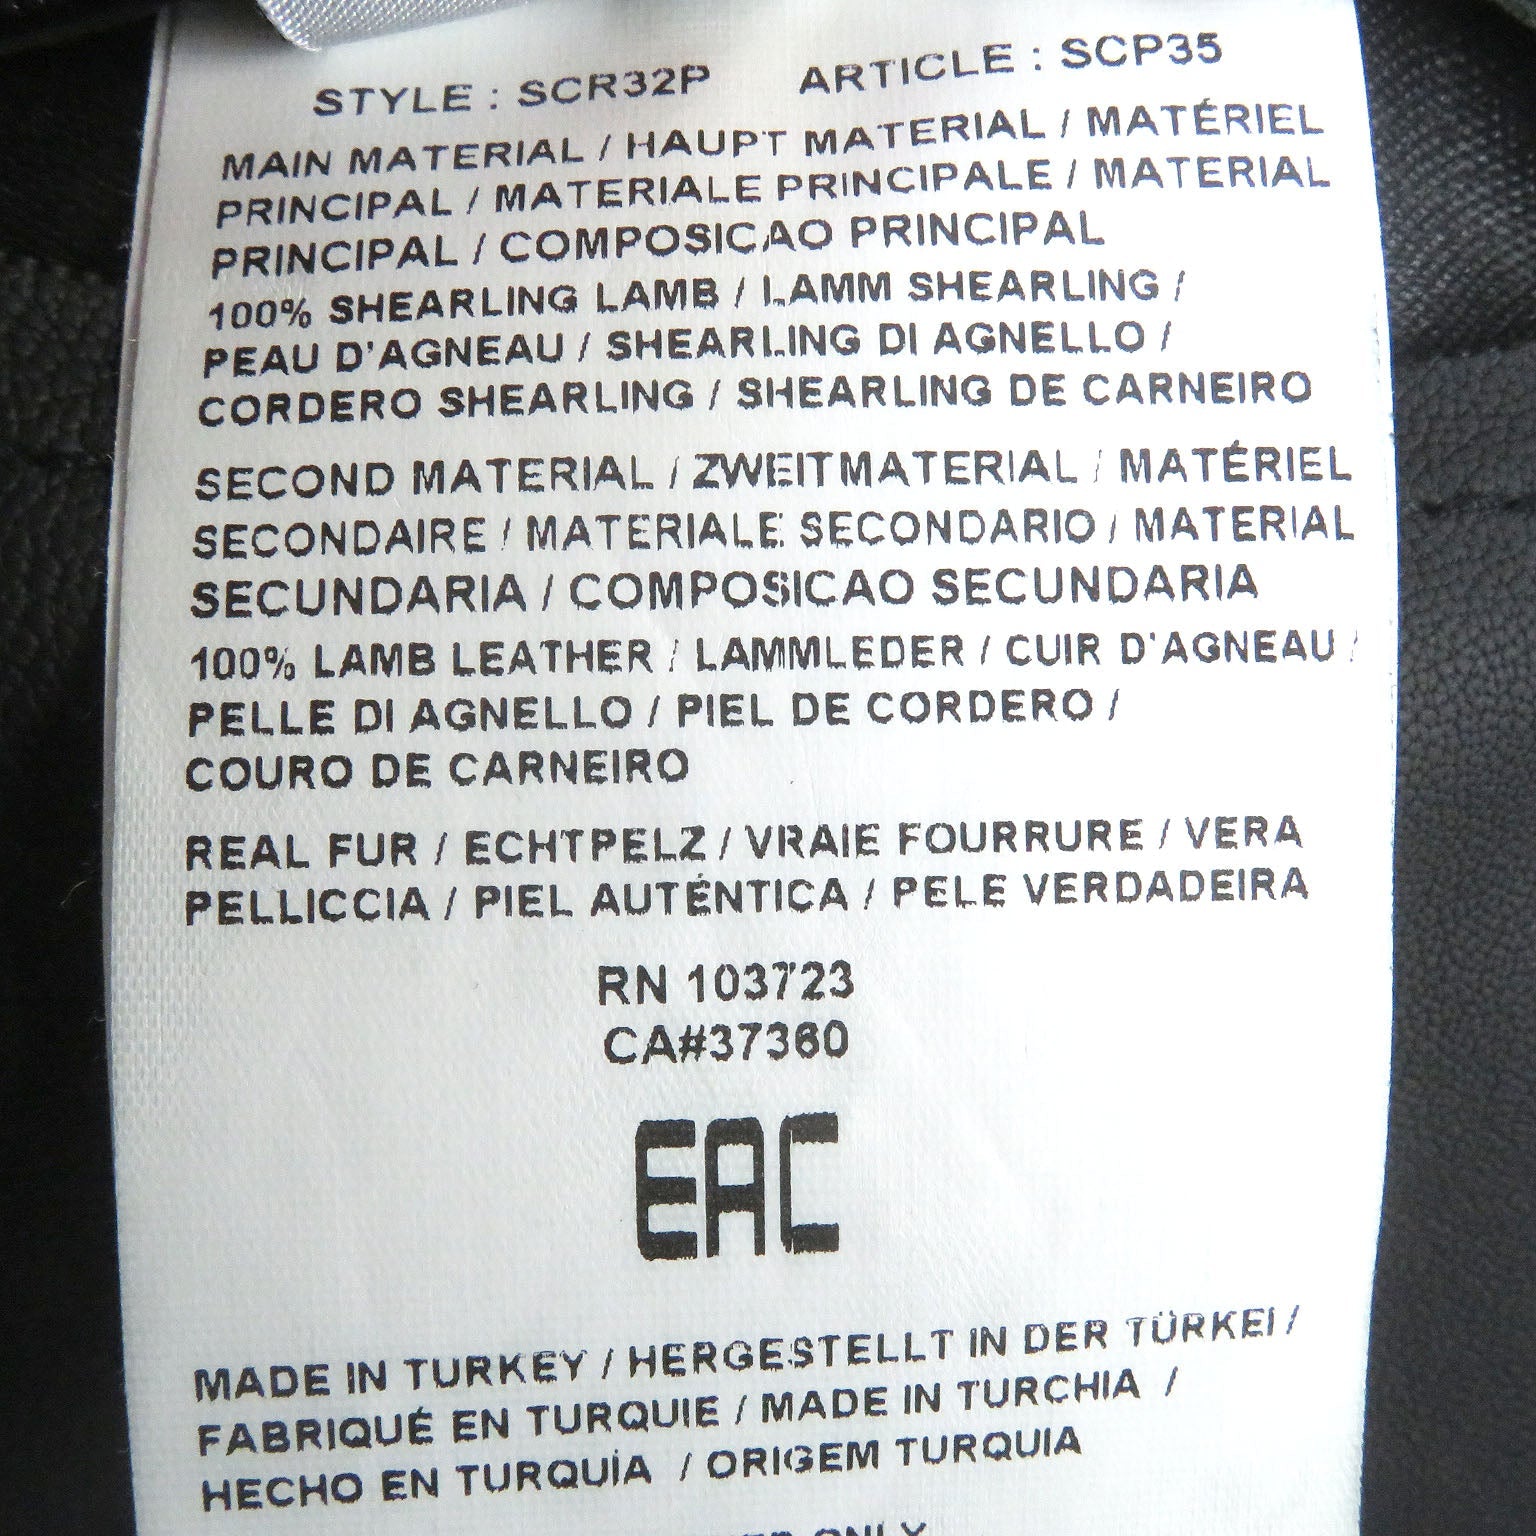 STYLE : SCR32P ARTICLE : SCP35
MAIN MATERIAL / HAUPT MATERIAL / MATÉRIEL
PRINCIPAL / MATERIALE PRINCIPALE / MATERIAL
PRINCIPAL / COMPOSICAO PRINCIPAL
100% SHEARLING LAMB / LAMM SHEARLING /
PEAU D'AGNEAU / SHEARLING DI AGNELLO /
CORDERO SHEARLING / SHEARLING DE CARNEIRO
SECOND MATERIAL / ZWEITMATERIAL / MATÉRIEL
SECONDAIRE / MATERIALE SECONDARIO / MATERIAL
SECUNDARIA / COMPOSICAO SECUNDARIA
100% LAMB LEATHER / LAMMLEDER / CUIR D'AGNEAU /
PELLE DI AGNELLO / PIEL DE CORDERO /
COURO DE CARNEIRO
REAL FUR / ECHTPELZ / VRAIE FOURRURE / VERA
PELLICCIA / PIEL AUTÉNTICA / PELE VERDADEIRA
RN 103723
CA#37360
EAC
MADE IN TURKEY / HERGESTELLT IN DER TÜRKEI /
FABRIQUÉ EN TURQUIE / MADE IN TURCHIA /
HECHO EN TURQUÍA / ORIGEM TURQUIA
ONLY